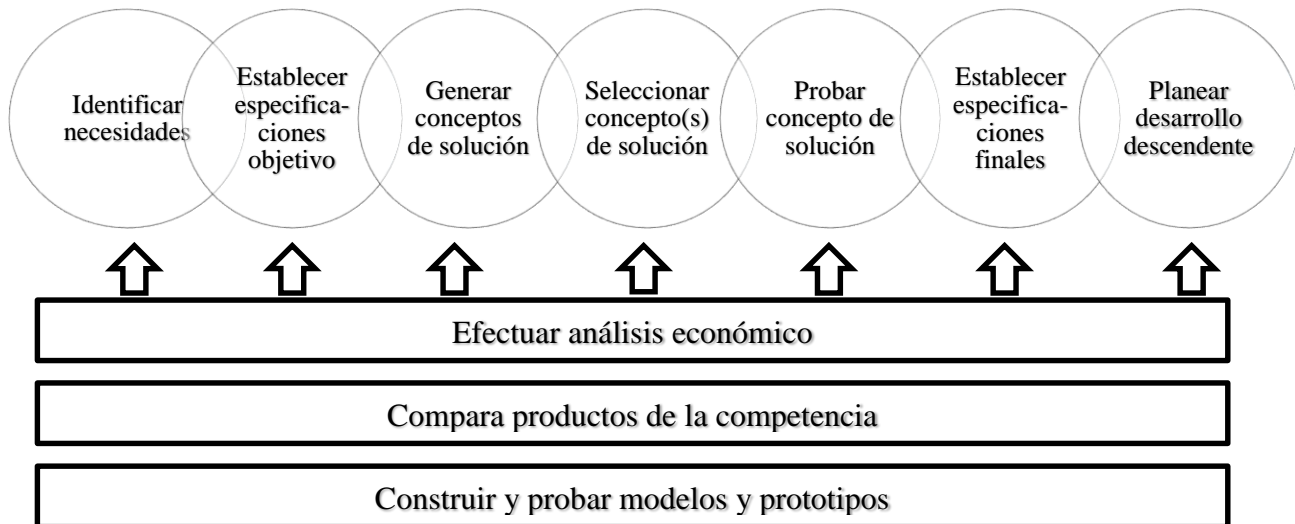 Identificar
necesidades
Establecer
especifica-
ciones
objetivo
Generar
conceptos
de solución
Seleccionar
concepto(s)
de solución
Probar
concepto de
solución
Establecer
especifica-
ciones
finales
Planear
desarrollo
descendente
Efectuar análisis económico
Compara productos de la competencia
Construir y probar modelos y prototipos